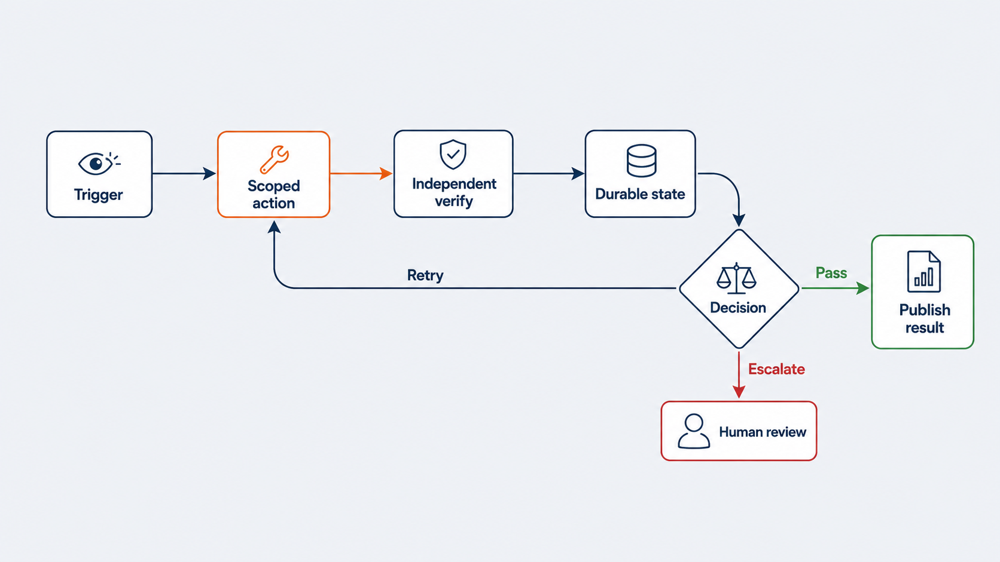 Trigger
Scoped
action
Independent
verify
Durable state
Retry
Decision
Pass
Publish
result
Escalate
Human review